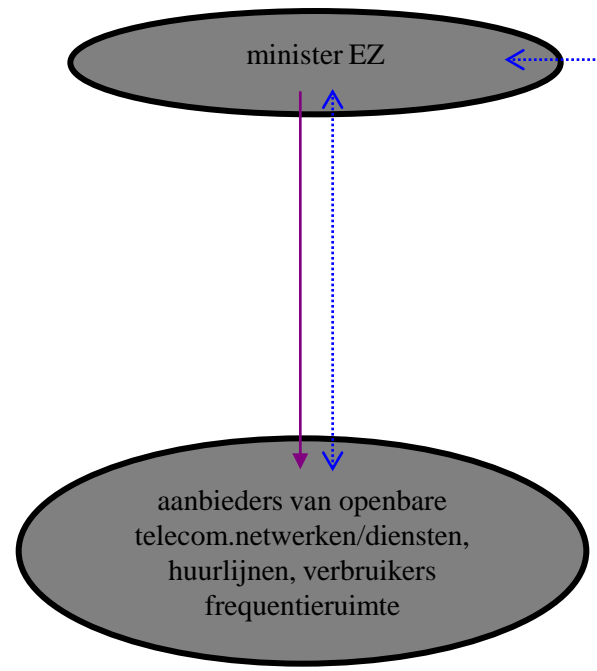 minister EZ
aanbieders van openbare
telecom.netwerken/diensten,
huurlijnen, verbruikers
frequentieruimte